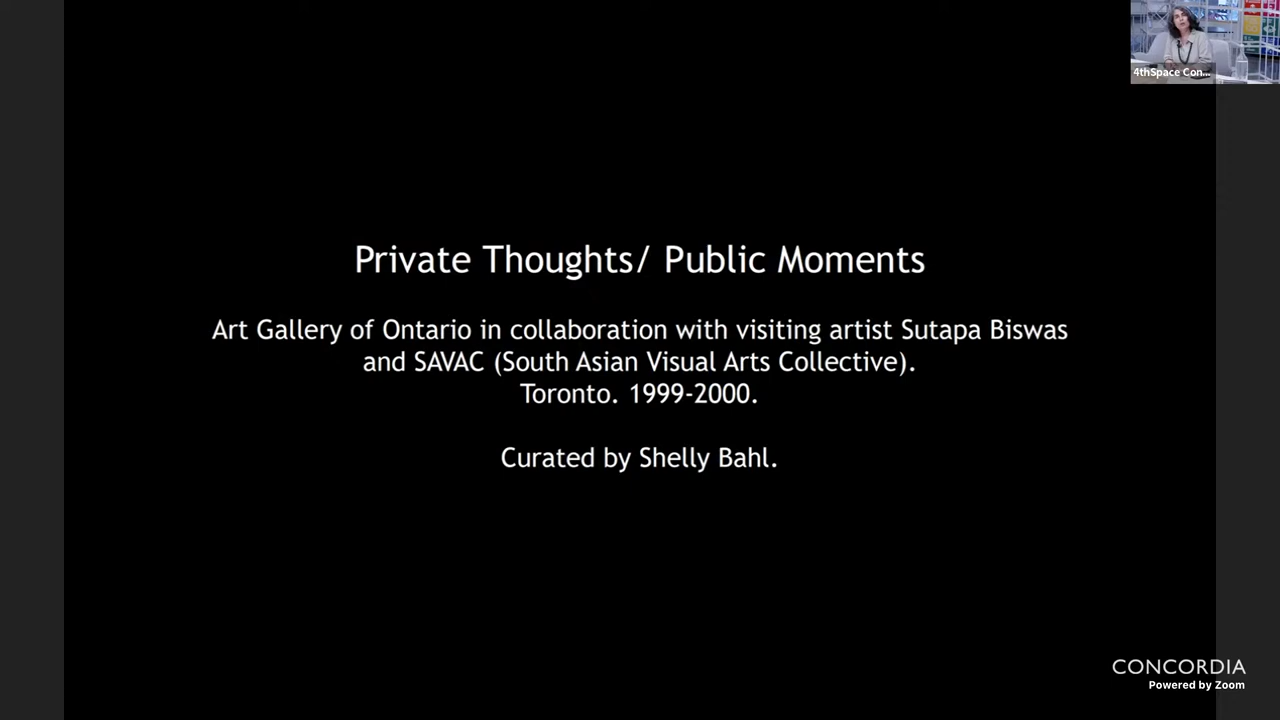 4thSpace Con...
Private Thoughts/ Public Moments
Art Gallery of Ontario in collaboration with visiting artist Sutapa Biswas
and SAVAC (South Asian Visual Arts Collective).
Toronto. 1999-2000.
Curated by Shelly Bahl.
CONCORDIA
Powered by Zoom